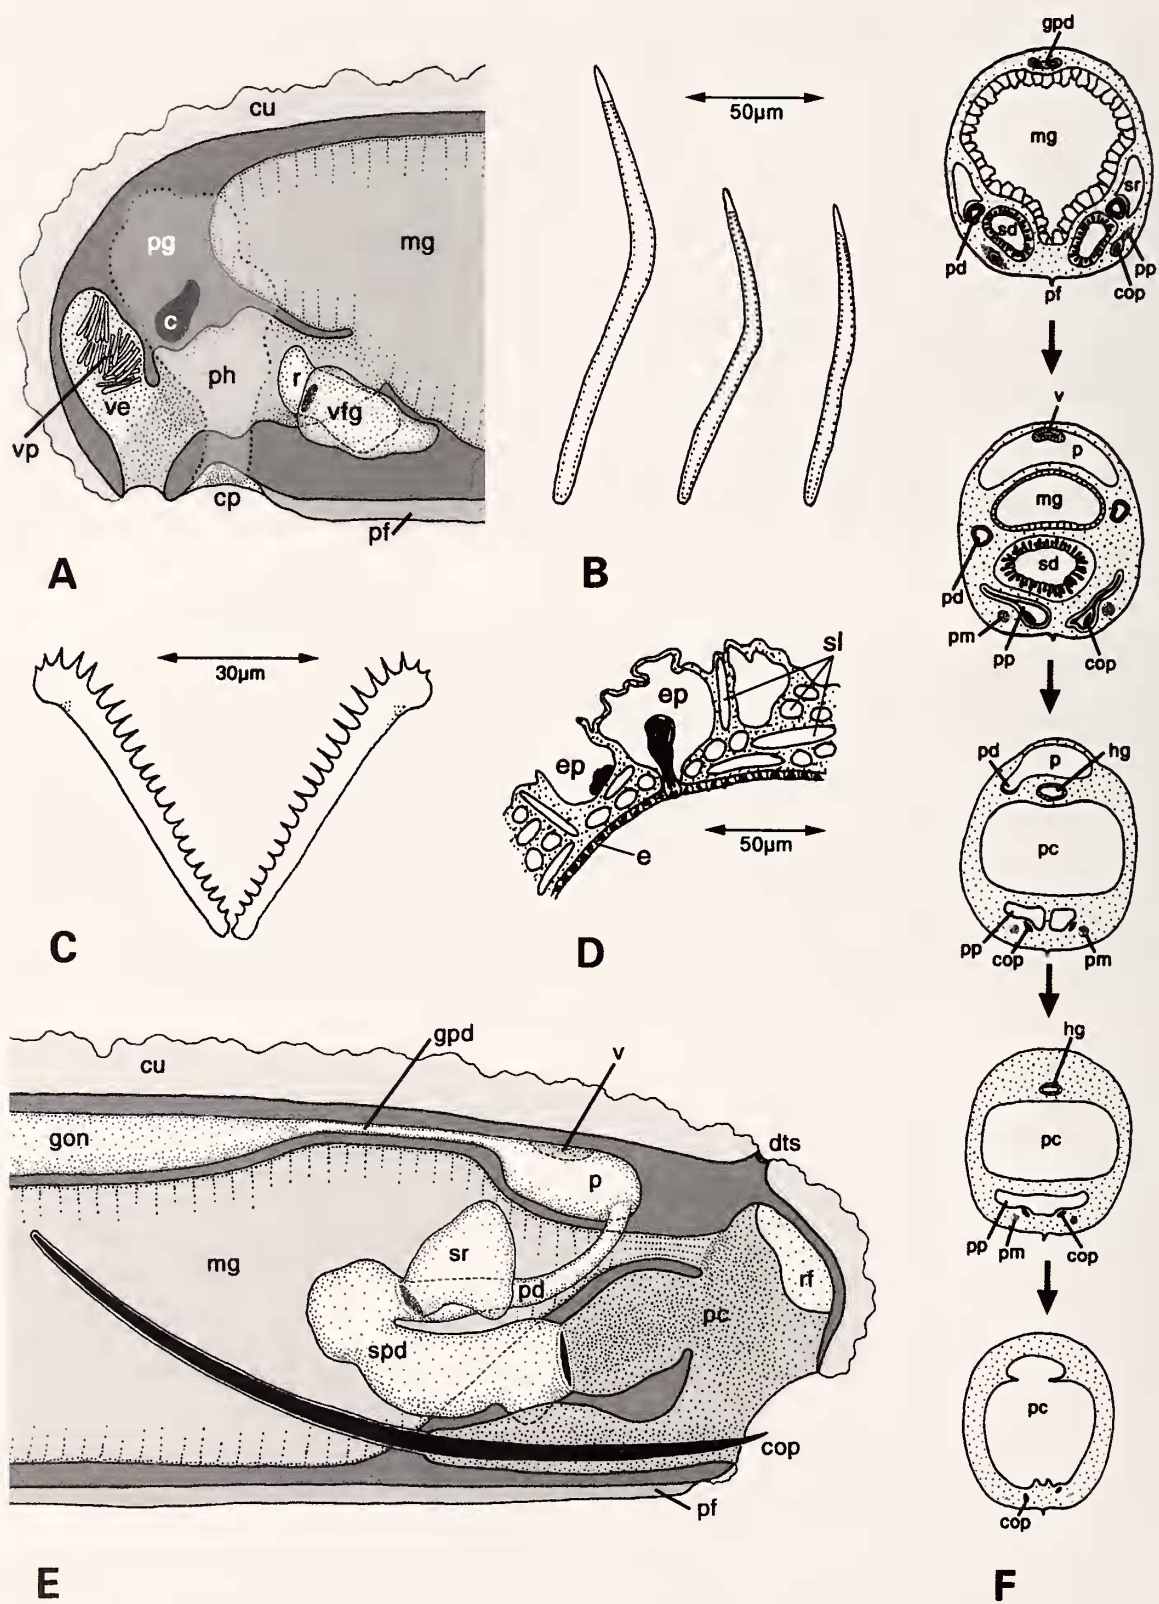 cu
pg
mg
c
ph
r
vfg
ve
vp
cp
pf
A
50µm
B
30µm
C
sl
ep
ep
50µm
e
D
gpd
v
cu
gon
dts
p
sr
mg
pd
rf
pc
spd
cop
pf
E
gpd
mg
sr
sd
pd
pp
pf
cop
v
p
mg
sd
pd
pm
pp
cop
pd
p
hg
pc
pp
cop
pm
hg
pc
pp
pm
cop
pc
cop
F